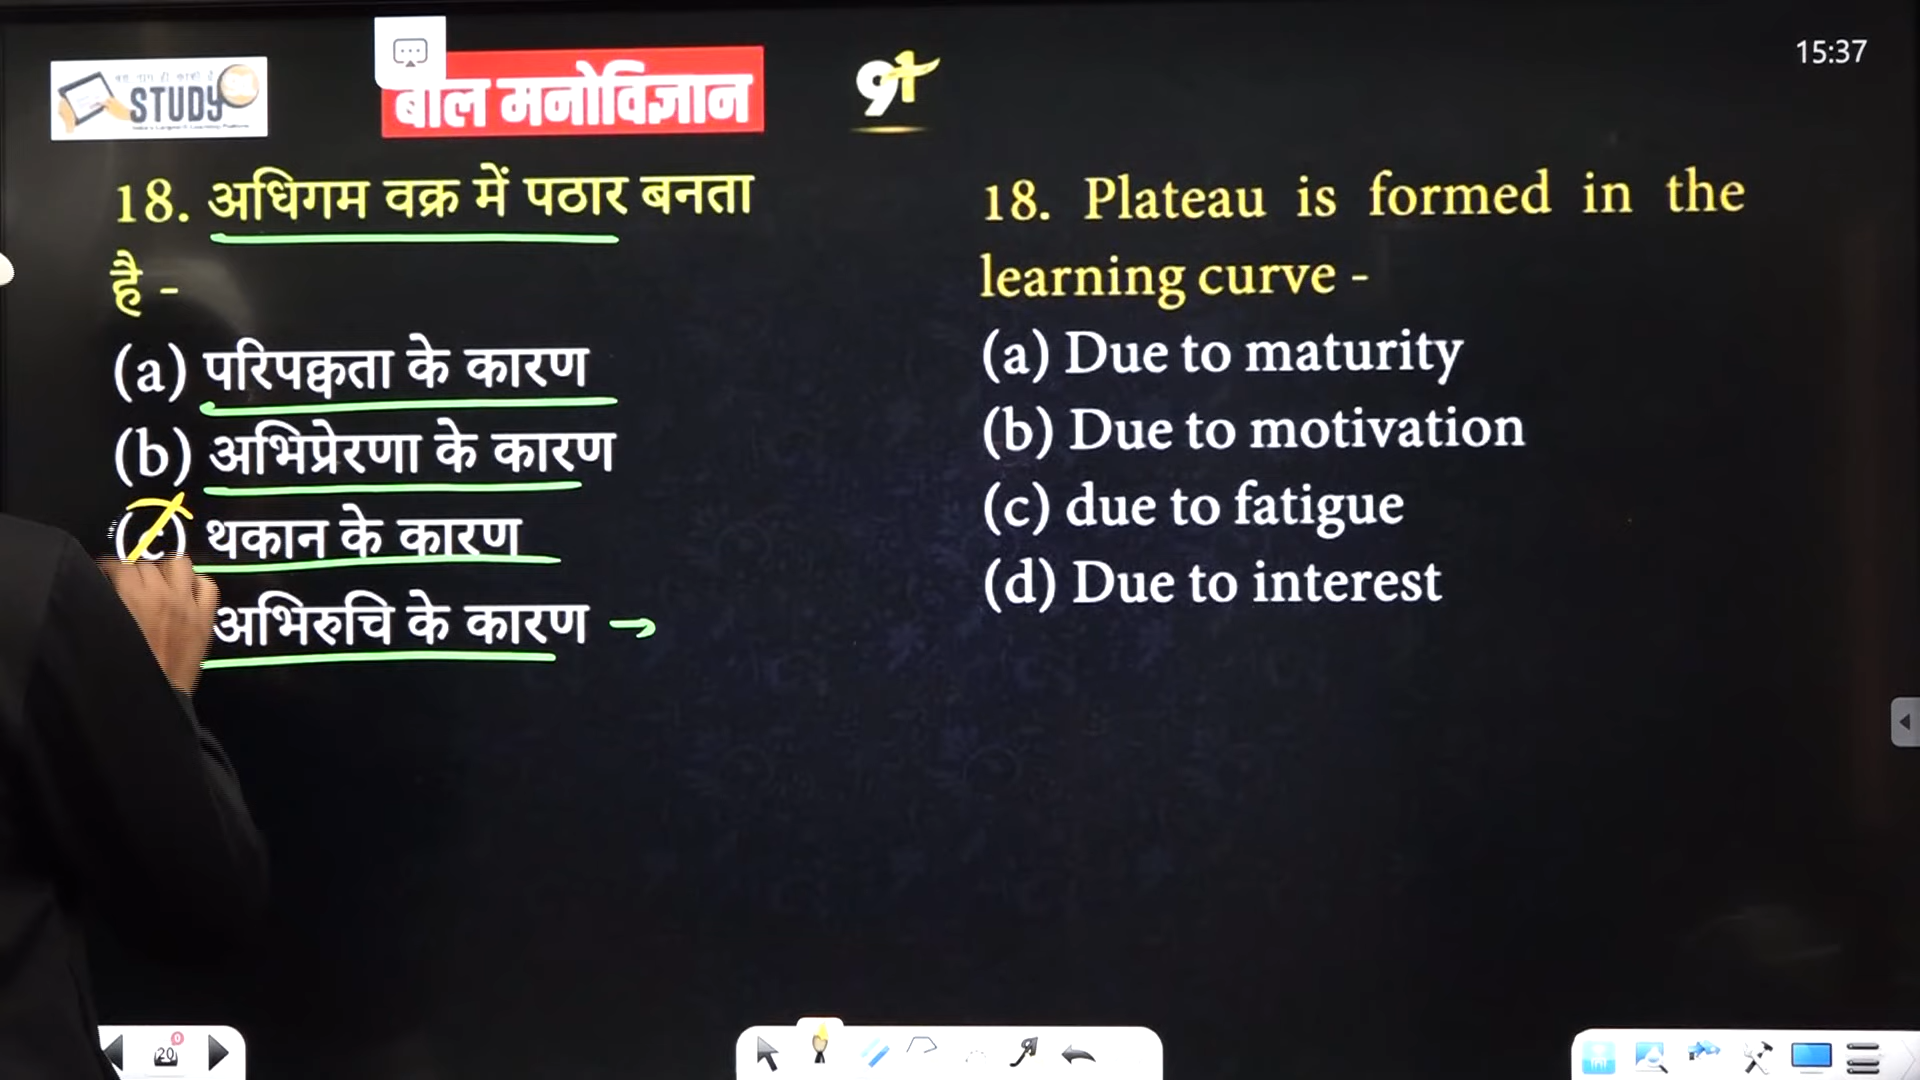 STUDY
बाल मनोविज्ञान
91
15:37
18. अधिगम वक्र में पठार बनता
है -
(a) परिपक्वता के कारण
(b) अभिप्रेरणा के कारण
(c) थकान के कारण
अभिरुचि के कारण →
18. Plateau is formed in the
learning curve -
(a) Due to maturity
(b) Due to motivation
(c) due to fatigue
(d) Due to interest
20
0